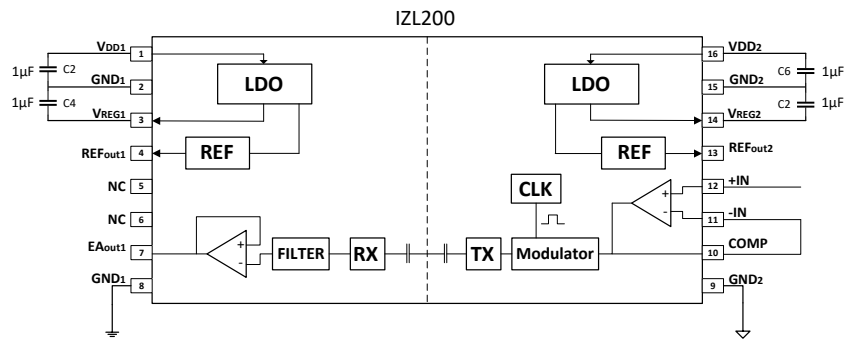 IZL200
VDD1
1
1µF
C2
GND1
2
1µF
C4
VREG1
3
REFout1
4
NC
5
NC
6
EAout1
7
GND1
8
LDO
REF
FILTER
RX
LDO
REF
CLK
TX
Modulator
+
-
+
-
16
VDD2
C6
1µF
15
GND2
C2
1µF
14
VREG2
13
REFout2
12
+IN
11
-IN
10
COMP
9
GND2